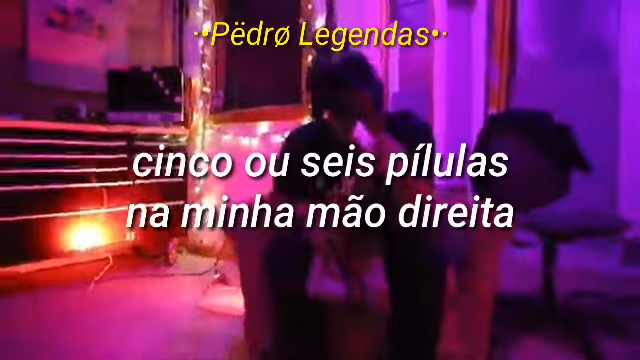 ••Pëdrø Legendas••
cinco ou seis pílulas
na minha mão direita